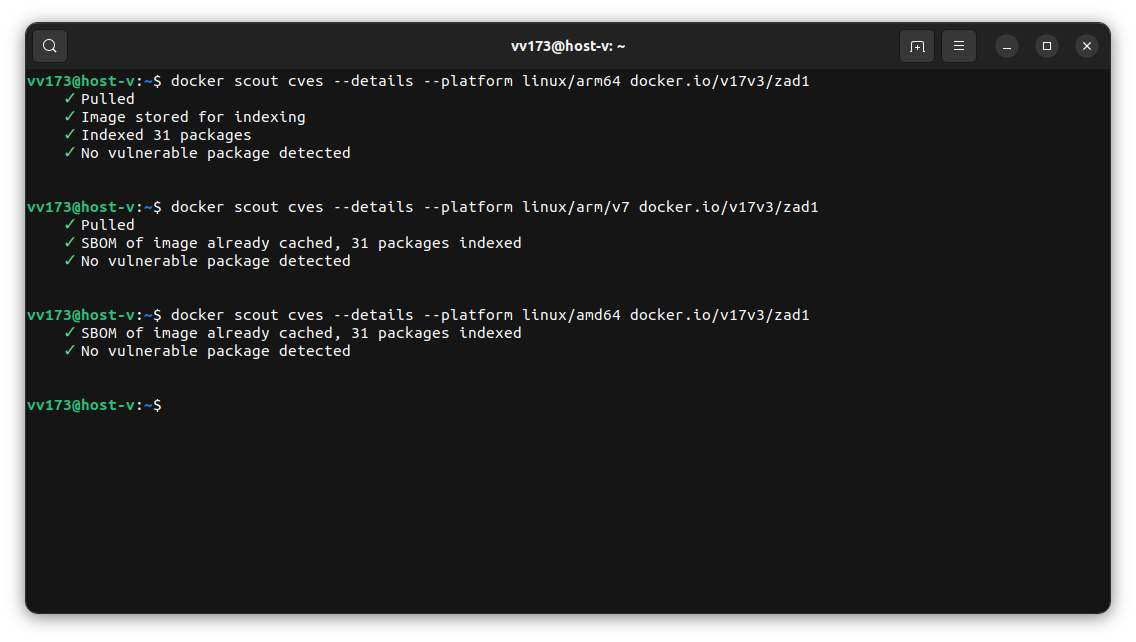 vv173@host-v: ~
vv173@host-v:~$ docker scout cves --details --platform linux/arm64 docker.io/v17v3/zad1
✓ Pulled
✓ Image stored for indexing
✓ Indexed 31 packages
✓ No vulnerable package detected
vv173@host-v:~$ docker scout cves --details --platform linux/arm/v7 docker.io/v17v3/zad1
✓ Pulled
✓ SBOM of image already cached, 31 packages indexed
✓ No vulnerable package detected
vv173@host-v:~$ docker scout cves --details --platform linux/amd64 docker.io/v17v3/zad1
✓ SBOM of image already cached, 31 packages indexed
✓ No vulnerable package detected
vv173@host-v:~$